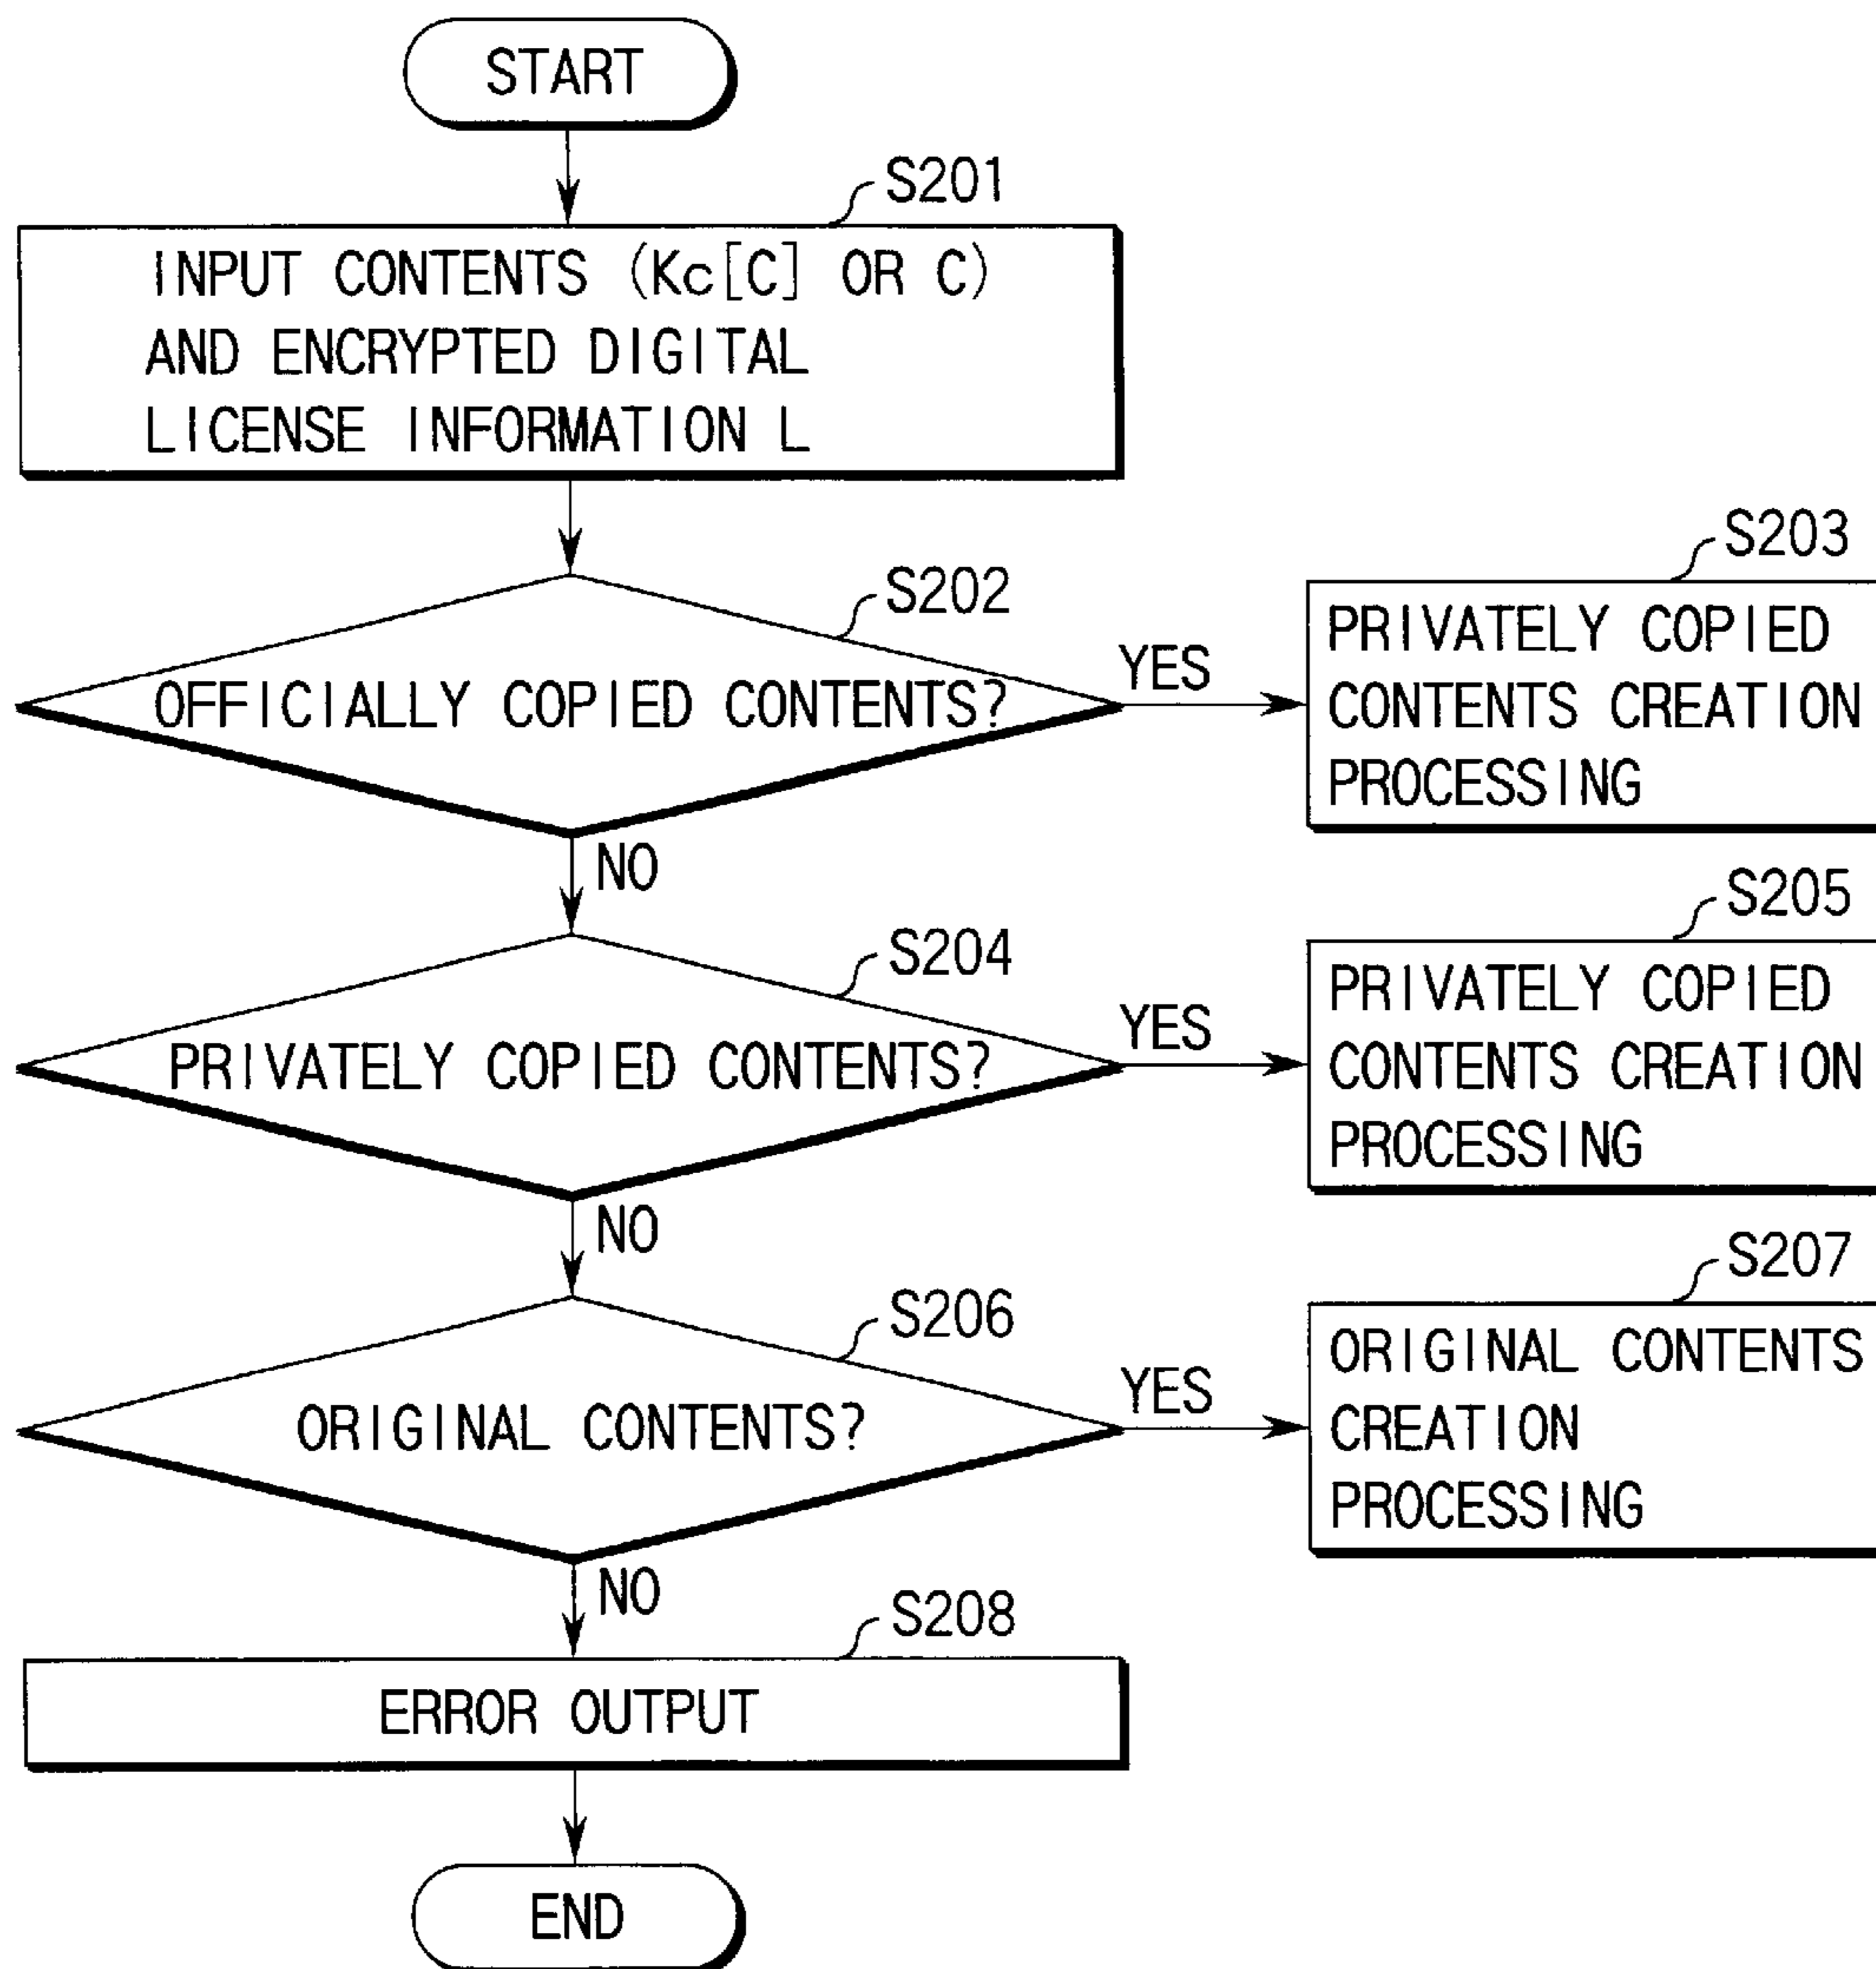 START
S201
INPUT CONTENTS (Kc[C] OR C)
AND ENCRYPTED DIGITAL
LICENSE INFORMATION L
S202
OFFICIALLY COPIED CONTENTS?
YES
S203
PRIVATELY COPIED
CONTENTS CREATION
PROCESSING
NO
S204
PRIVATELY COPIED CONTENTS?
YES
S205
PRIVATELY COPIED
CONTENTS CREATION
PROCESSING
NO
S206
ORIGINAL CONTENTS?
YES
S207
ORIGINAL CONTENTS
CREATION
PROCESSING
NO
S208
ERROR OUTPUT
END